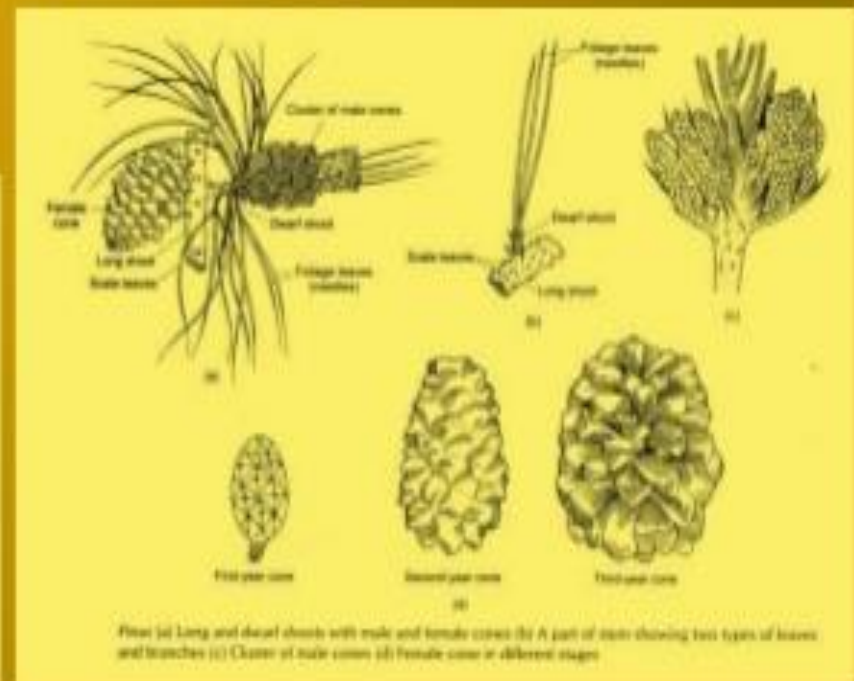 Cluster of male cones
Female
cone
Dwarf shoot
Long shoot
Scale leaves
Foliage leaves
(needles)
(a)
Foliage leaves
(needles)
Dwarf shoot
Scale leaves
Long shoot
(b)
(c)
First year cone
Second year cone
Third year cone
(d)
Pinus (a) Long and dwarf shoots with male and female cones (b) A part of stem showing two types of leaves
and branches (c) Cluster of male cones (d) Female cone in different stages